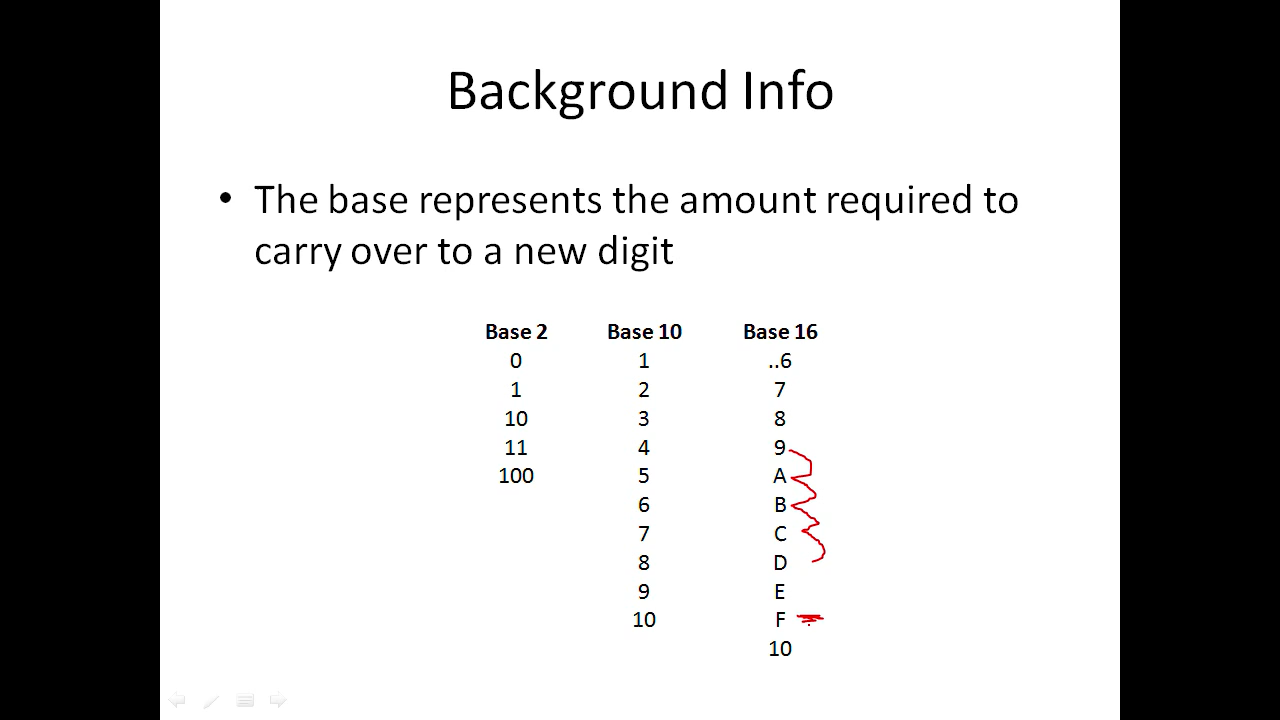 Background Info
• The base represents the amount required to
carry over to a new digit
Base 2 Base 10 Base 16
0 1 ..6
1 2 7
10 3 8
11 4 9
100 5 A
6 B
7 C
8 D
9 E
10 F
10